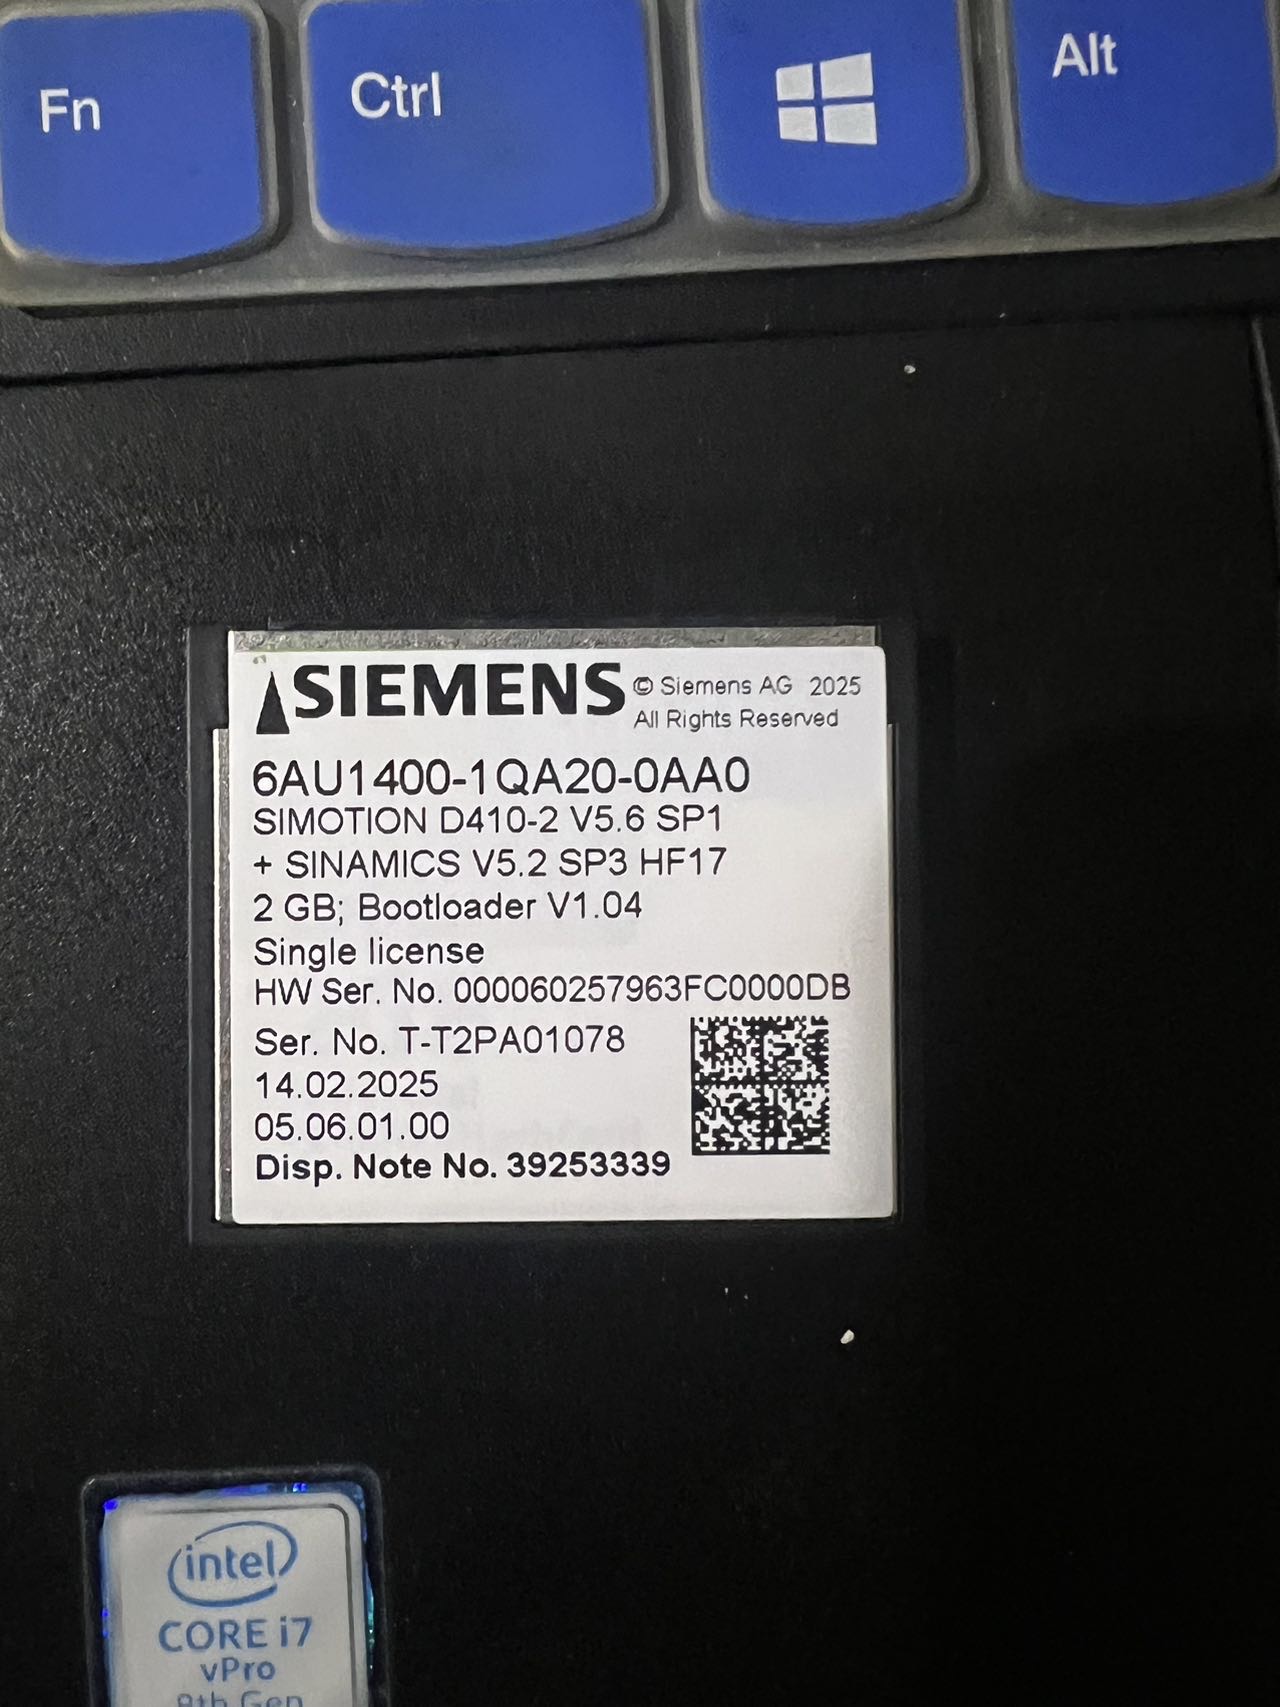 Fn Ctrl Alt
SIEMENS © Siemens AG 2025
All Rights Reserved
6AU1400-1QA20-0AA0
SIMOTION D410-2 V5.6 SP1
+ SINAMICS V5.2 SP3 HF17
2 GB; Bootloader V1.04
Single license
HW Ser. No. 000060257963FC0000DB
Ser. No. T-T2PA01078
14.02.2025
05.06.01.00
Disp. Note No. 39253339
intel
CORE i7
vPro
8th Gen